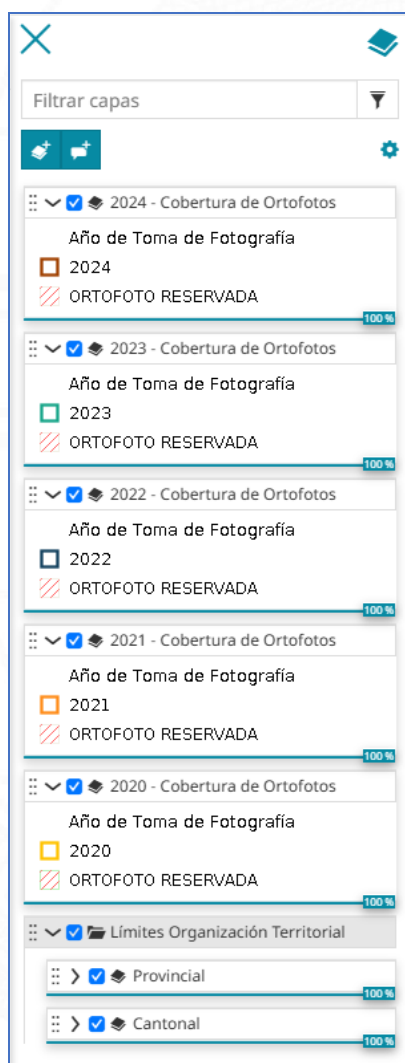 Filtrar capas
2024 - Cobertura de Ortofotos
Año de Toma de Fotografía
2024
ORTOFOTO RESERVADA
100 %
2023 - Cobertura de Ortofotos
Año de Toma de Fotografía
2023
ORTOFOTO RESERVADA
100 %
2022 - Cobertura de Ortofotos
Año de Toma de Fotografía
2022
ORTOFOTO RESERVADA
100 %
2021 - Cobertura de Ortofotos
Año de Toma de Fotografía
2021
ORTOFOTO RESERVADA
100 %
2020 - Cobertura de Ortofotos
Año de Toma de Fotografía
2020
ORTOFOTO RESERVADA
100 %
Límites Organización Territorial
Provincial
100 %
Cantonal
100 %